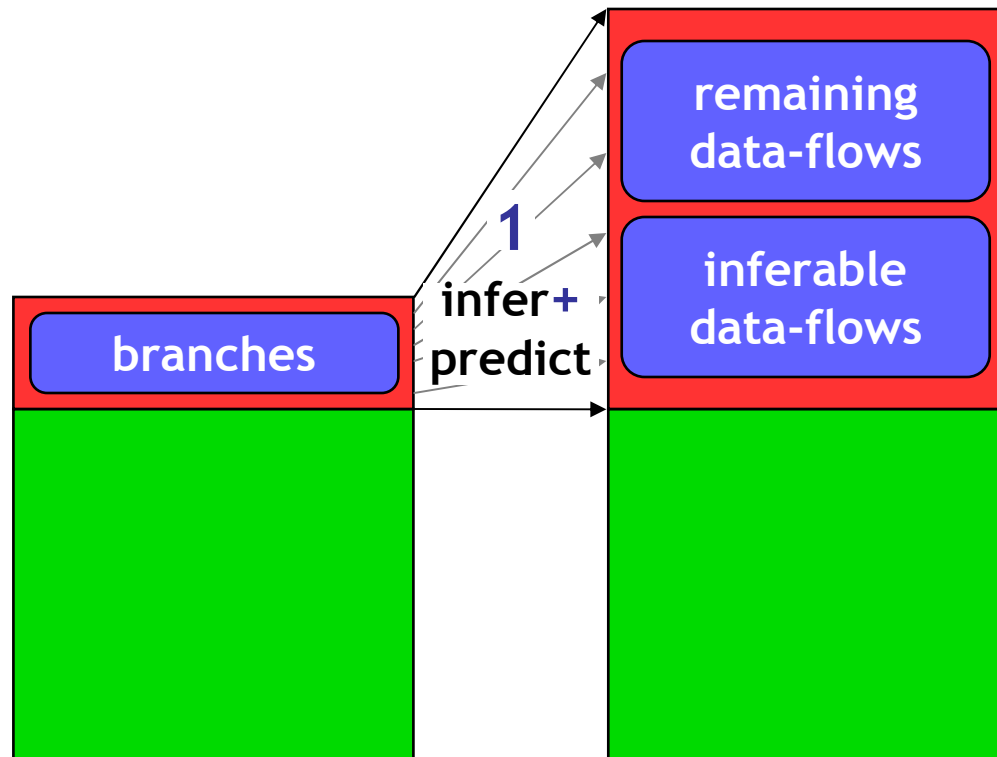 branches
1
infer+
predict
remaining
data-flows
inferable
data-flows